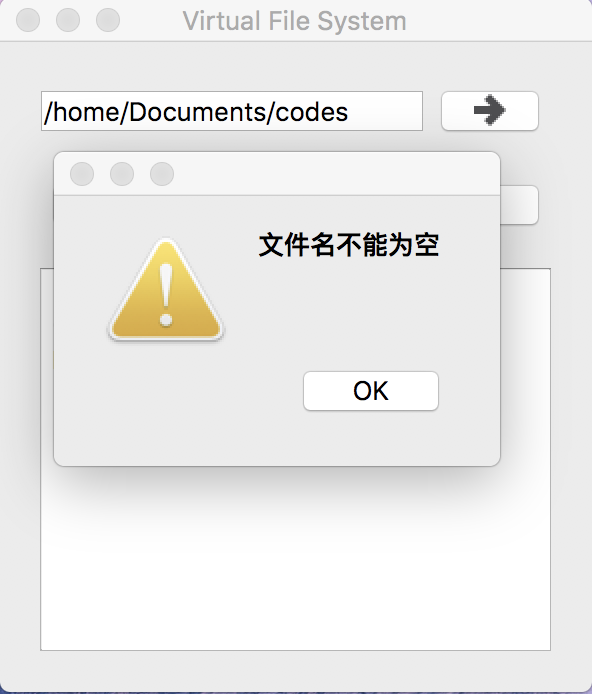 Virtual File System
/home/Documents/codes
文件名不能为空
OK